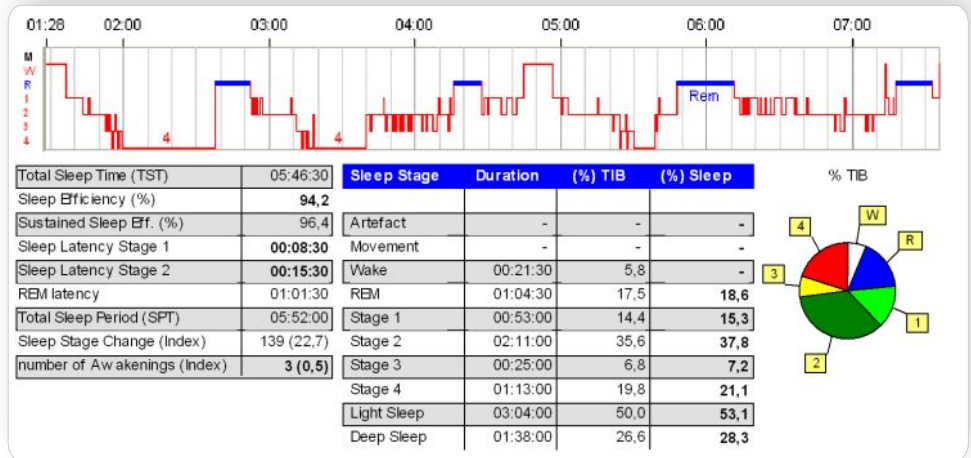 01:28 02:00 03:00 04:00 05:00 06:00 07:00
M
W
R
1
2
3
4
4
4
Rem
Total Sleep Time (TST) 05:46:30
Sleep Efficiency (%) 94,2
Sustained Sleep Eff. (%) 96,4
Sleep Latency Stage 1 00:08:30
Sleep Latency Stage 2 00:15:30
REM latency 01:01:30
Total Sleep Period (SPT) 05:52:00
Sleep Stage Change (Index) 139 (22,7)
number of Awakenings (Index) 3 (0,5)
Sleep Stage Duration (%) TIB (%) Sleep
Artefact - - -
Movement - - -
Wake 00:21:30 5,8 -
REM 01:04:30 17,5 18,6
Stage 1 00:53:00 14,4 15,3
Stage 2 02:11:00 35,6 37,8
Stage 3 00:25:00 6,8 7,2
Stage 4 01:13:00 19,8 21,1
Light Sleep 03:04:00 50,0 53,1
Deep Sleep 01:38:00 26,6 28,3
% TIB
W
4
R
3
1
2